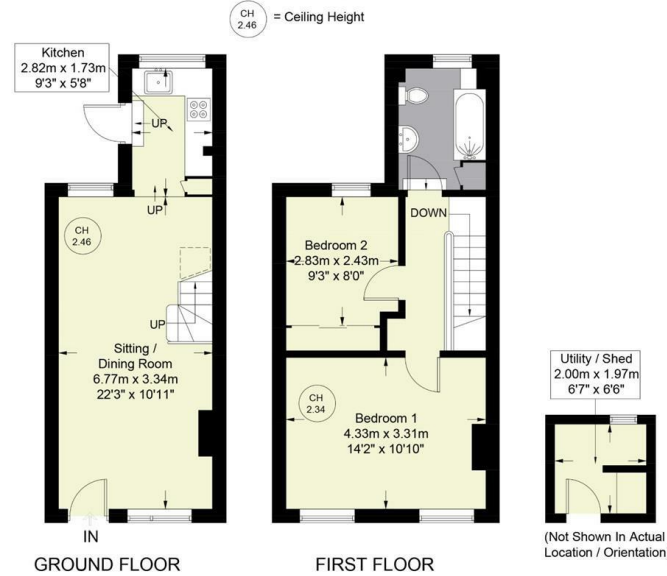 CH
2.46
= Ceiling Height
Kitchen
2.82m x 1.73m
9'3" x 5'8"
UP
UP
CH
2.46
UP
Sitting /
Dining Room
6.77m x 3.34m
22'3" x 10'11"
IN
GROUND FLOOR
DOWN
Bedroom 2
2.83m x 2.43m
9'3" x 8'0"
CH
2.34
Bedroom 1
4.33m x 3.31m
14'2" x 10'10"
FIRST FLOOR
Utility / Shed
2.00m x 1.97m
6'7" x 6'6"
(Not Shown In Actual
Location / Orientation